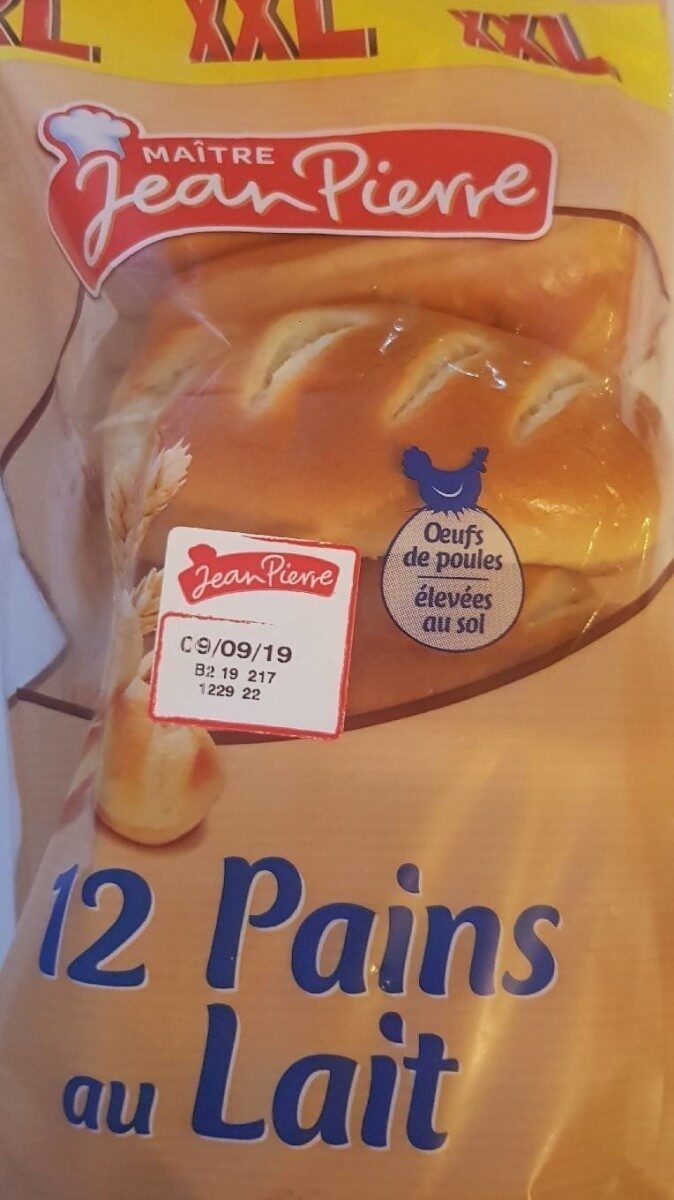 XL XXL XXL
MAÎTRE
Jean Pierre
Oeufs
de poules
élevées
au sol
Jean Pierre
09/09/19
B2 19 217
1229 22
12 Pains
au Lait